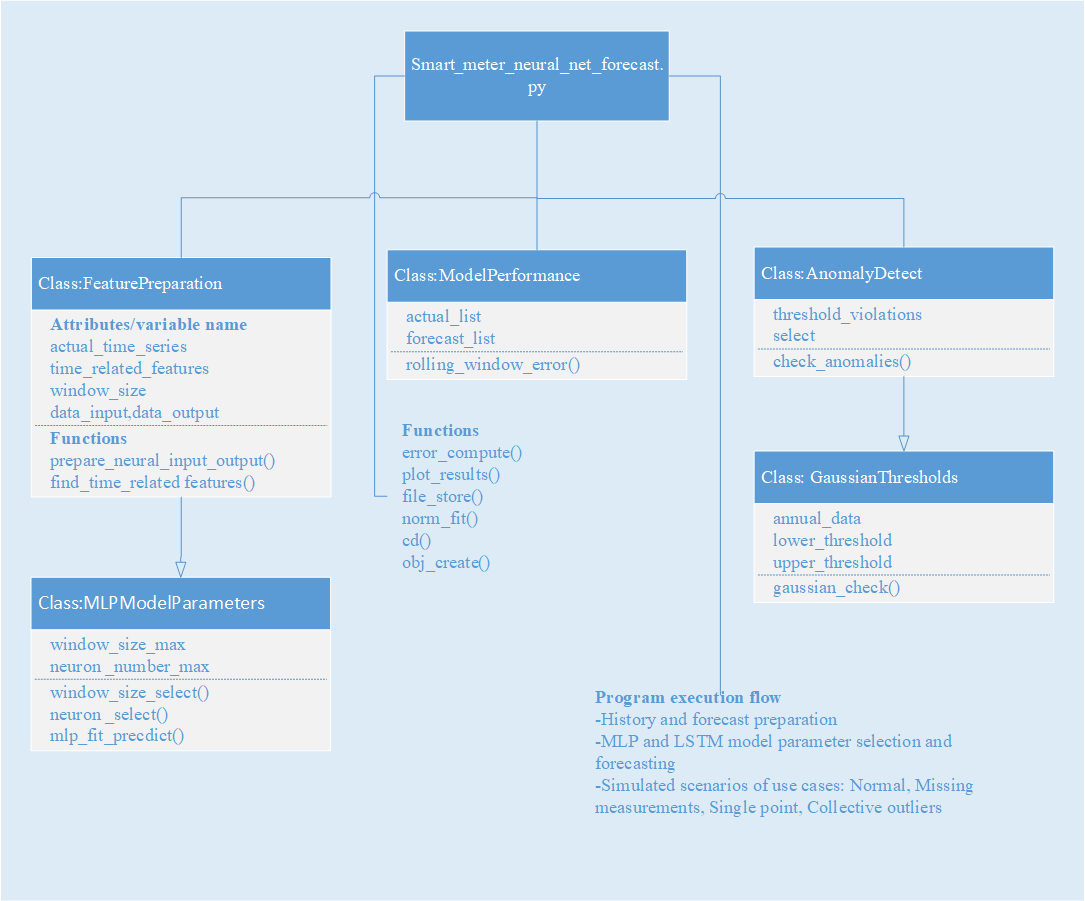 Smart_meter_neural_net_forecast.
py
Class:FeaturePreparation
Attributes/variable name
actual_time_series
time_related_features
window_size
data_input,data_output
Functions
prepare_neural_input_output()
find_time_related features()
Class:MLPModelParameters
window_size_max
neuron _number_max
window_size_select()
neuron _select()
mlp_fit_precdict()
Class:ModelPerformance
actual_list
forecast_list
rolling_window_error()
Functions
error_compute()
plot_results()
file_store()
norm_fit()
cd()
obj_create()
Class:AnomalyDetect
threshold_violations
select
check_anomalies()
Class: GaussianThresholds
annual_data
lower_threshold
upper_threshold
gaussian_check()
Program execution flow
-History and forecast preparation
-MLP and LSTM model parameter selection and
forecasting
-Simulated scenarios of use cases: Normal, Missing
measurements, Single point, Collective outliers